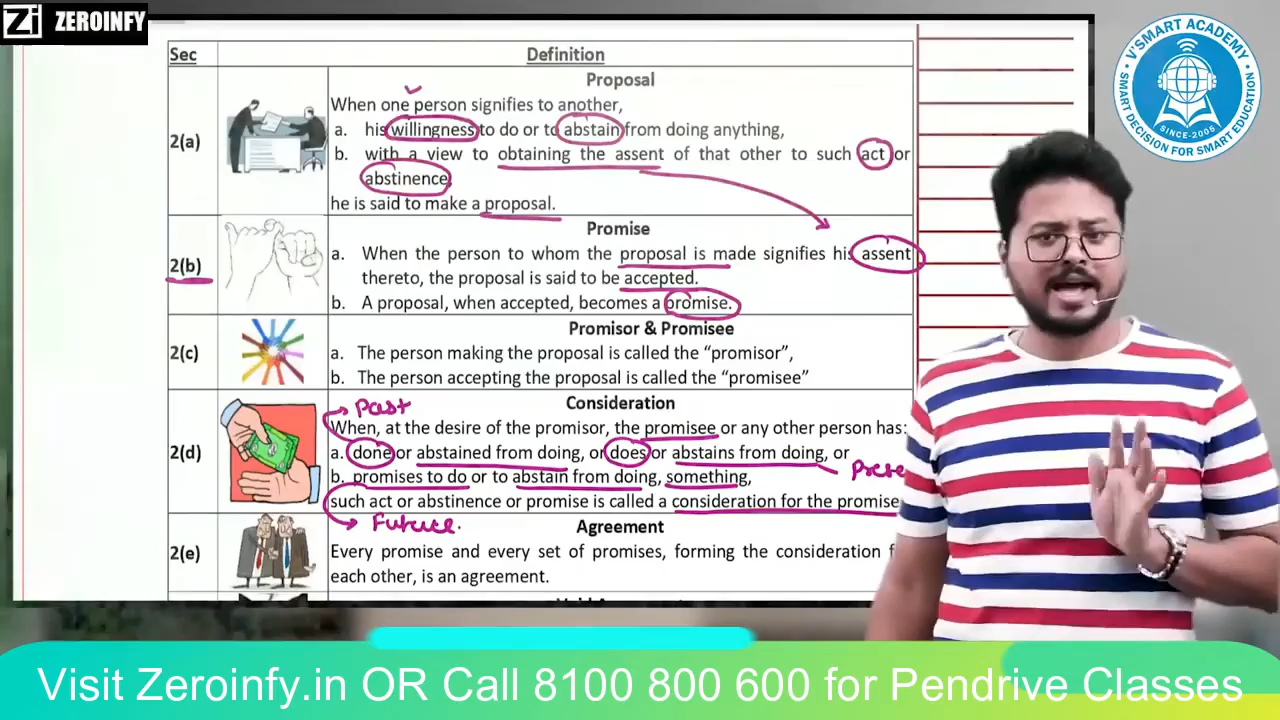 Zi ZEROINFY
V'SMART ACADEMY
SMART DECISION FOR SMART EDUCATION
SINCE-2005
Sec Definition
Proposal
When one person signifies to another,
2(a)
a. his willingness to do or to abstain from doing anything,
b. with a view to obtaining the assent of that other to such act or
abstinence,
he is said to make a proposal.
Promise
2(b)
a. When the person to whom the proposal is made signifies his assent
thereto, the proposal is said to be accepted.
b. A proposal, when accepted, becomes a promise.
Promisor & Promisee
2(c)
a. The person making the proposal is called the “promisor”,
b. The person accepting the proposal is called the “promisee”
Consideration
Past
When, at the desire of the promisor, the promisee or any other person has:
2(d)
a. done or abstained from doing, or does or abstains from doing, or
Prese
b. promises to do or to abstain from doing, something,
such act or abstinence or promise is called a consideration for the promise
Future.
Agreement
2(e)
Every promise and every set of promises, forming the consideration f
each other, is an agreement.
Visit Zeroinfy.in OR Call 8100 800 600 for Pendrive Classes